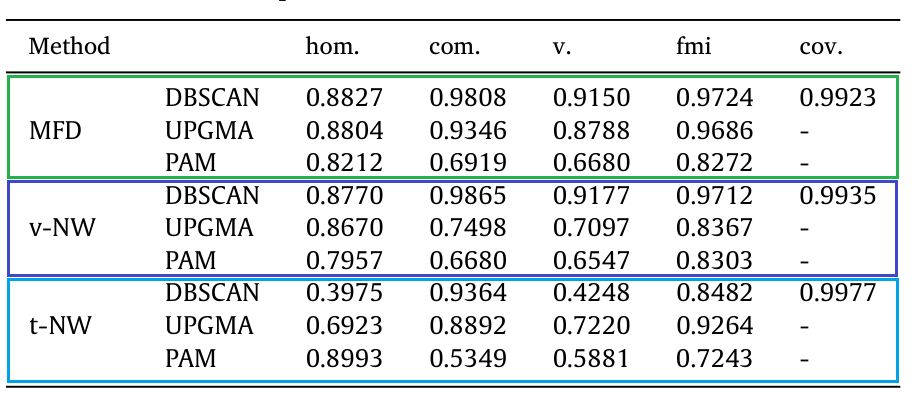 Method hom. com. v. fmi cov.
DBSCAN 0.8827 0.9808 0.9150 0.9724 0.9923
MFD UPGMA 0.8804 0.9346 0.8788 0.9686 -
PAM 0.8212 0.6919 0.6680 0.8272 -
DBSCAN 0.8770 0.9865 0.9177 0.9712 0.9935
v-NW UPGMA 0.8670 0.7498 0.7097 0.8367 -
PAM 0.7957 0.6680 0.6547 0.8303 -
DBSCAN 0.3975 0.9364 0.4248 0.8482 0.9977
t-NW UPGMA 0.6923 0.8892 0.7220 0.9264 -
PAM 0.8993 0.5349 0.5881 0.7243 -